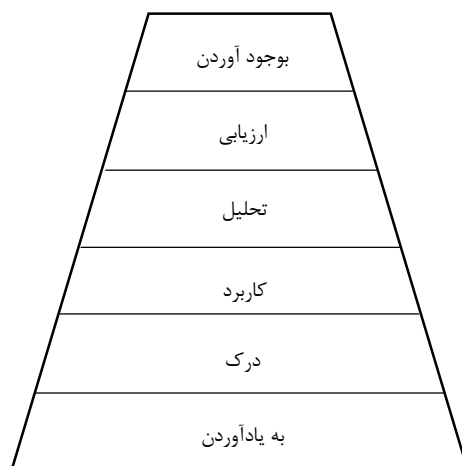 بوجود آوردن
ارزیابی
تحلیل
کاربرد
درک
به یادآوردن